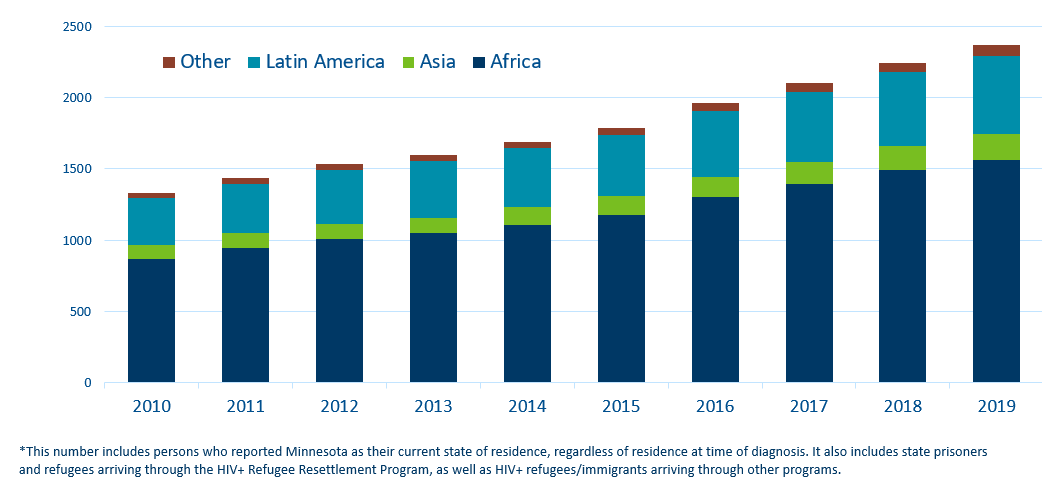 2500
Other Latin America Asia Africa
2000
1500
1000
500
0
2010 2011 2012 2013 2014 2015 2016 2017 2018 2019
*This number includes persons who reported Minnesota as their current state of residence, regardless of residence at time of diagnosis. It also includes state prisoners
and refugees arriving through the HIV+ Refugee Resettlement Program, as well as HIV+ refugees/immigrants arriving through other programs.